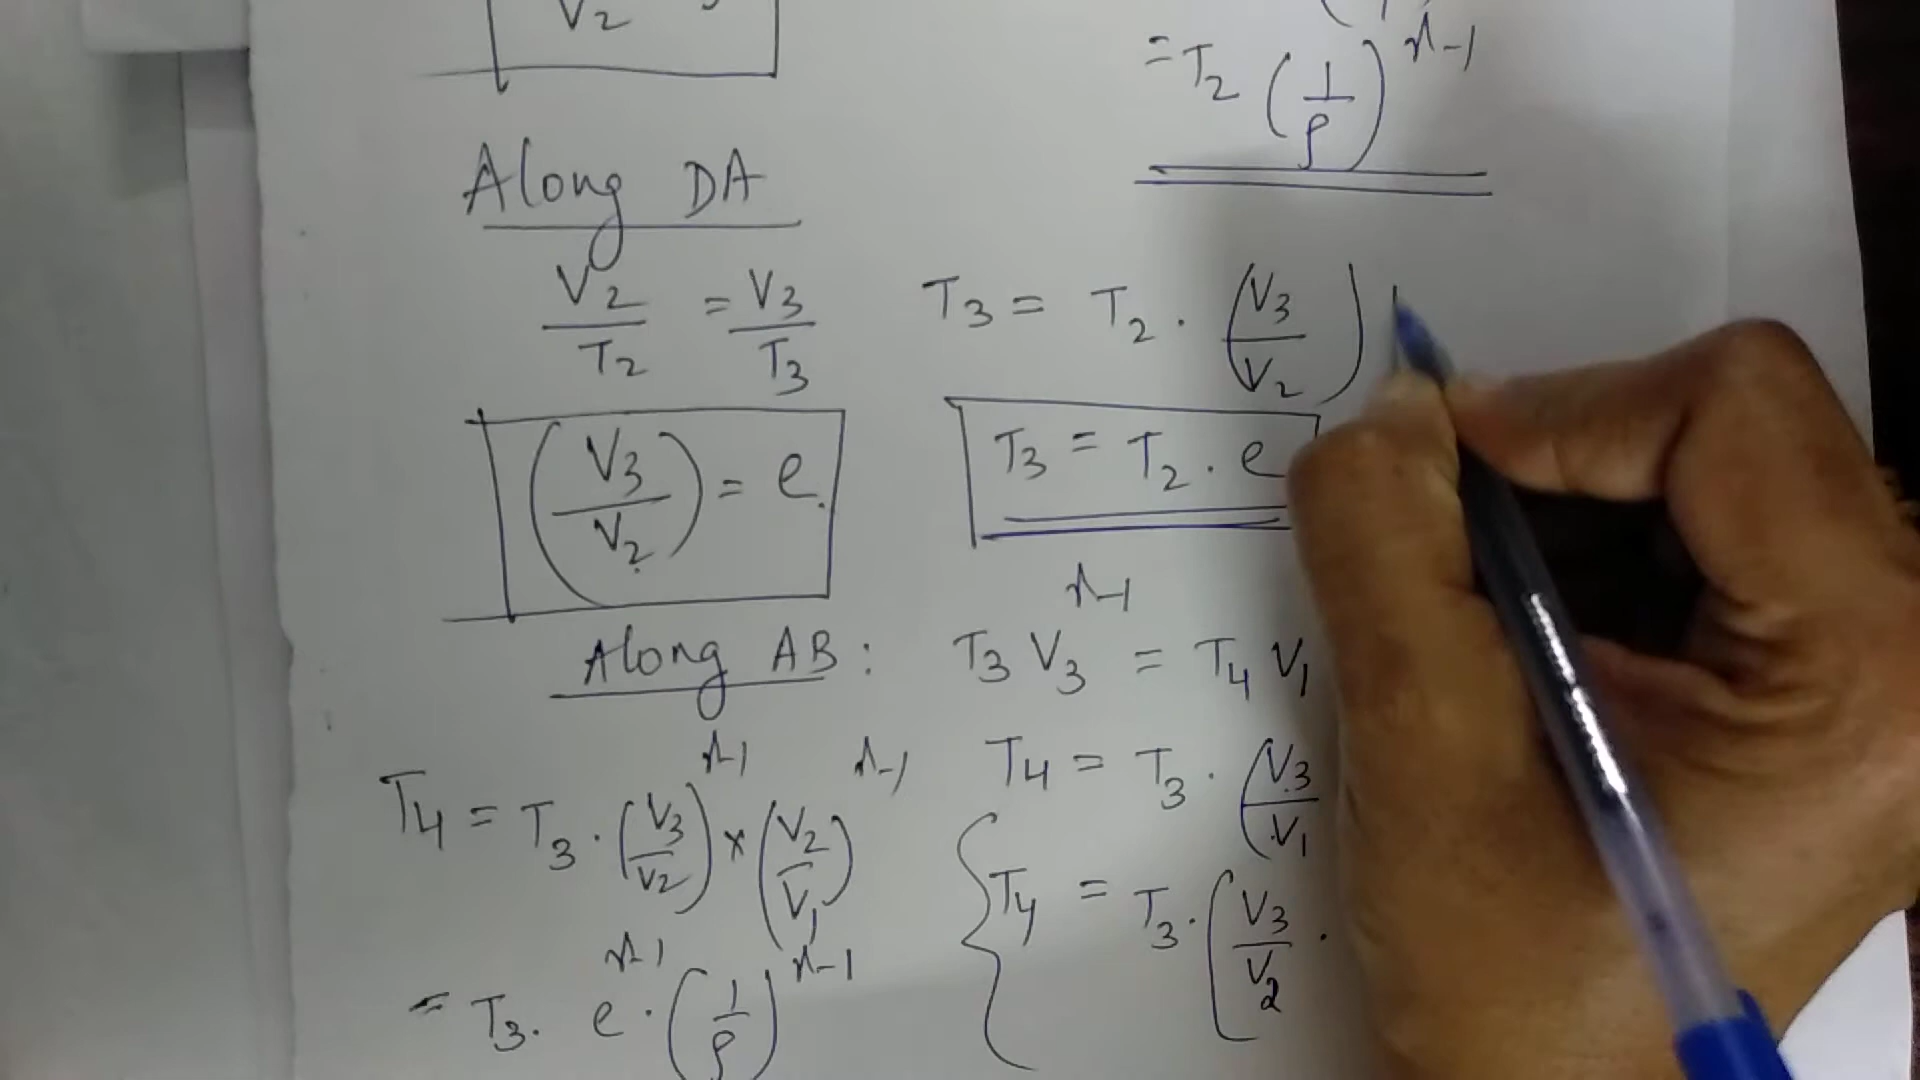 V2
= T2 (1/ρ)^γ-1
Along DA
V2/T2 = V3/T3
T3 = T2 . (V3/V2)
(V3/V2) = e.
T3 = T2 . e
Along AB : T3 V3^γ-1 = T4 V1
T4 = T3 . (V3/V1
T4 = T3 . (V3/V2)^γ-1 x (V2/V1)^γ-1
T4 = T3 . [V3/V2 .
= T3 . e^γ-1 . (1/ρ)^γ-1